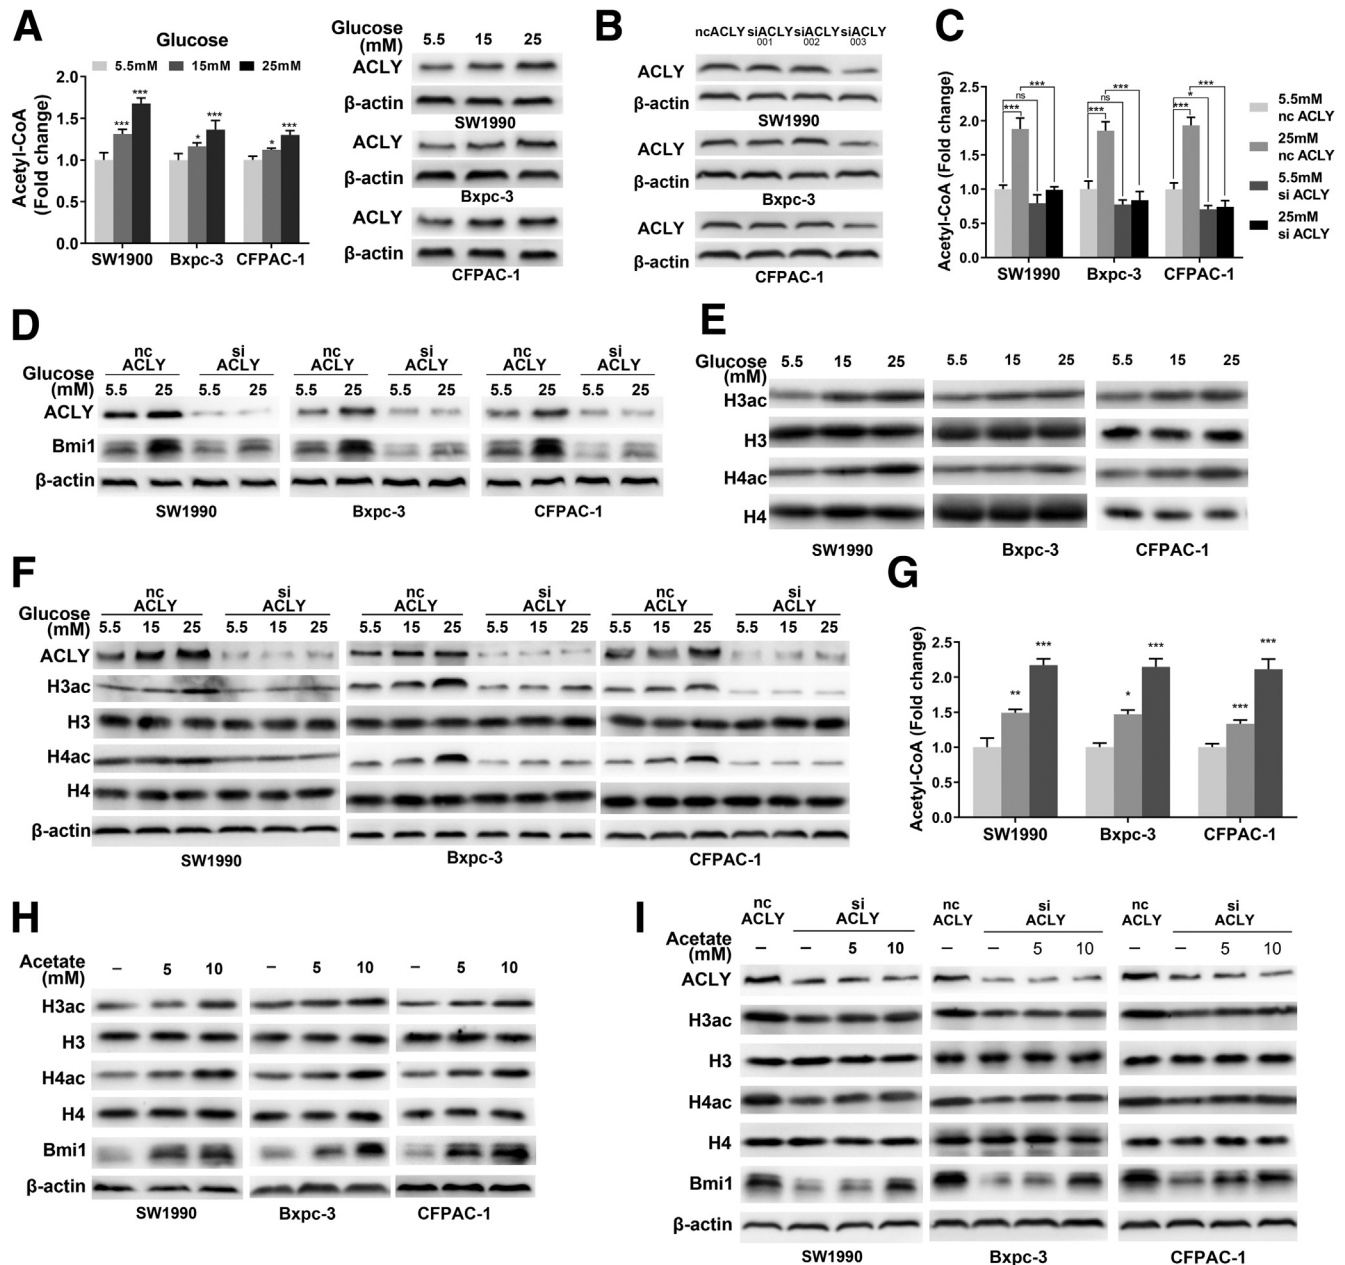 A
Glucose
5.5mM 15mM 25mM
Acetyl-CoA
(Fold change)
2.0
1.5
1.0
0.5
0.0
*** *** * *** * ***
SW1900 Bxpc-3 CFPAC-1
Glucose
(mM) 5.5 15 25
ACLY
β-actin
SW1990
ACLY
β-actin
Bxpc-3
ACLY
β-actin
CFPAC-1
B
ncACLY siACLY siACLY siACLY
001 002 003
ACLY
β-actin
SW1990
ACLY
β-actin
Bxpc-3
ACLY
β-actin
CFPAC-1
C
Acetyl-CoA (Fold change)
2.5
2.0
1.5
1.0
0.5
0.0
***
ns
***
***
ns
***
***
*
***
SW1990 Bxpc-3 CFPAC-1
5.5mM
nc ACLY
25mM
nc ACLY
5.5mM
si ACLY
25mM
si ACLY
D
nc si nc si nc si
ACLY ACLY ACLY ACLY ACLY ACLY
Glucose
(mM) 5.5 25 5.5 25 5.5 25 5.5 25 5.5 25 5.5 25
ACLY
Bmi1
β-actin
SW1990 Bxpc-3 CFPAC-1
E
Glucose
(mM) 5.5 15 25 5.5 15 25 5.5 15 25
H3ac
H3
H4ac
H4
SW1990 Bxpc-3 CFPAC-1
F
nc si nc si nc si
ACLY ACLY ACLY ACLY ACLY ACLY
Glucose
(mM) 5.5 15 25 5.5 15 25 5.5 15 25 5.5 15 25 5.5 15 25 5.5 15 25
ACLY
H3ac
H3
H4ac
H4
β-actin
SW1990 Bxpc-3 CFPAC-1
G
Acetyl-CoA (Fold change)
2.5
2.0
1.5
1.0
0.5
0.0
** *** * *** *** ***
SW1990 Bxpc-3 CFPAC-1
H
Acetate
(mM) – 5 10 – 5 10 – 5 10
H3ac
H3
H4ac
H4
Bmi1
β-actin
SW1990 Bxpc-3 CFPAC-1
I
nc si nc si nc si
ACLY ACLY ACLY ACLY ACLY ACLY
Acetate
(mM) – – 5 10 – – 5 10 – – 5 10
ACLY
H3ac
H3
H4ac
H4
Bmi1
β-actin
SW1990 Bxpc-3 CFPAC-1